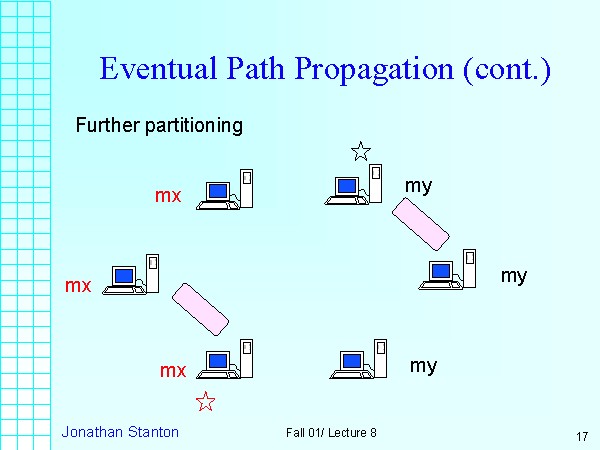 Eventual Path Propagation (cont.)
Further partitioning
my
mx
my
mx
my
mx
Jonathan Stanton
Fall 01/ Lecture 8
17